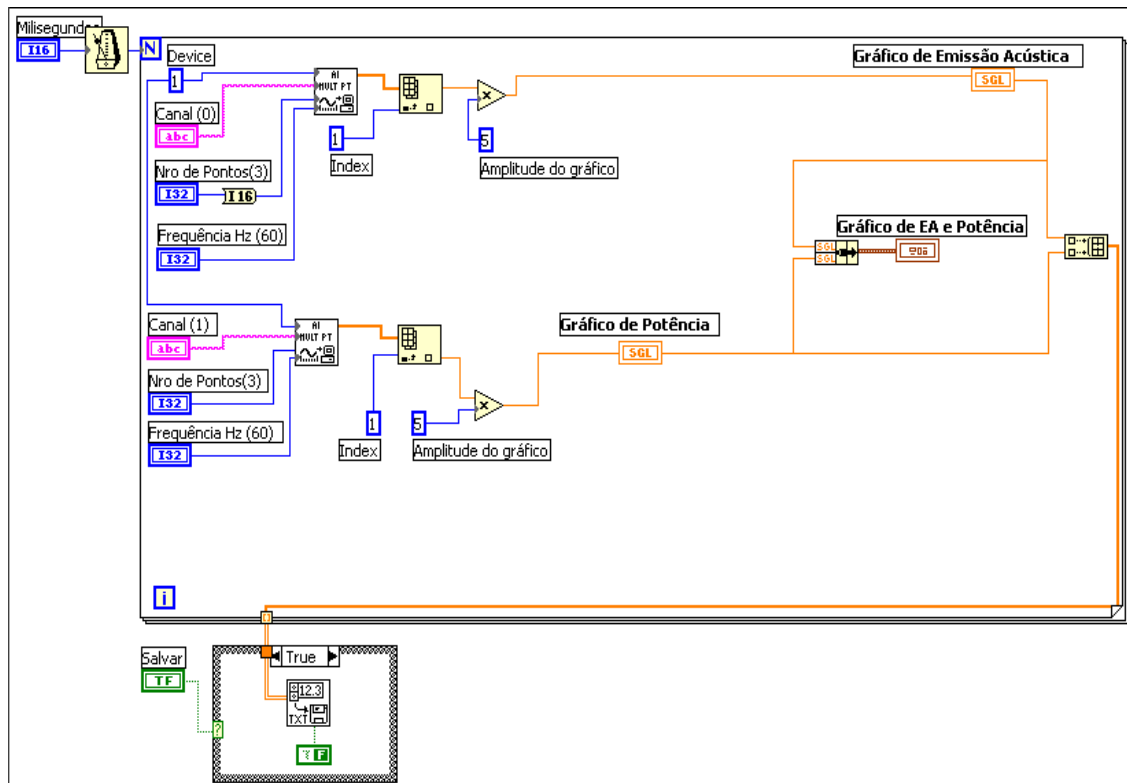 Milisegundos
I16
N
Device
1
AI
MULT PT
Canal (0)
abc
1
Index
5
Amplitude do gráfico
Gráfico de Emissão Acústica
SGL
Nro de Pontos(3)
I32
I16
Frequência Hz (60)
I32
Gráfico de EA e Potência
SGL
SGL
Canal (1)
abc
AI
MULT PT
Gráfico de Potência
SGL
Nro de Pontos(3)
I32
1
5
Frequência Hz (60)
I32
Index
Amplitude do gráfico
i
Salvar
TF
True
12.3
TXT
?
F